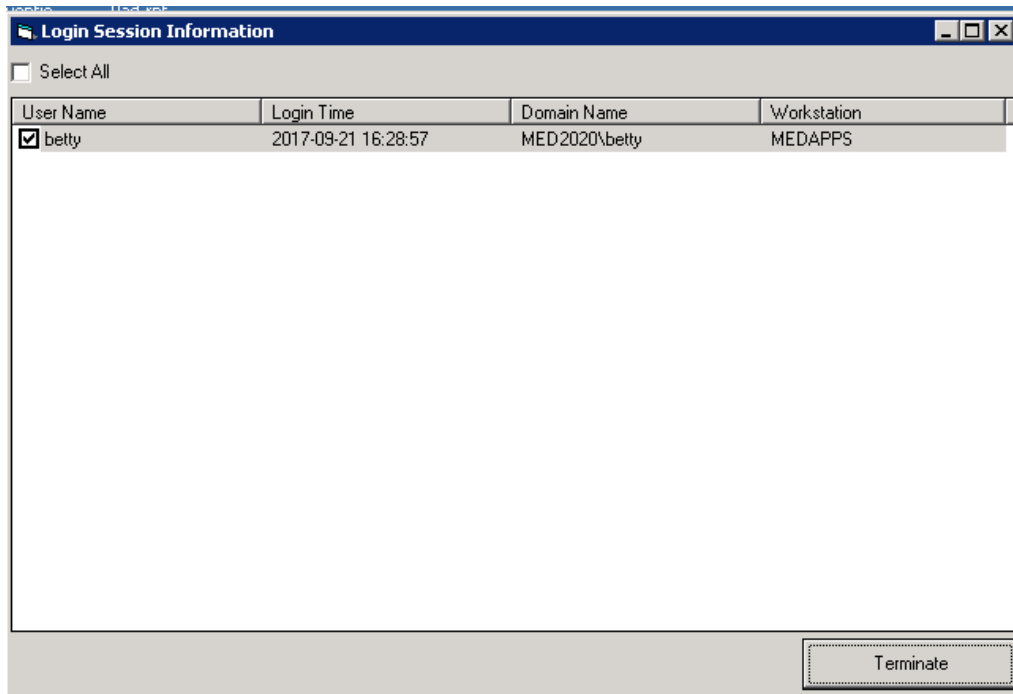 Login Session Information
Select All
User Name Login Time Domain Name Workstation
betty 2017-09-21 16:28:57 MED2020\betty MEDAPPS
Terminate